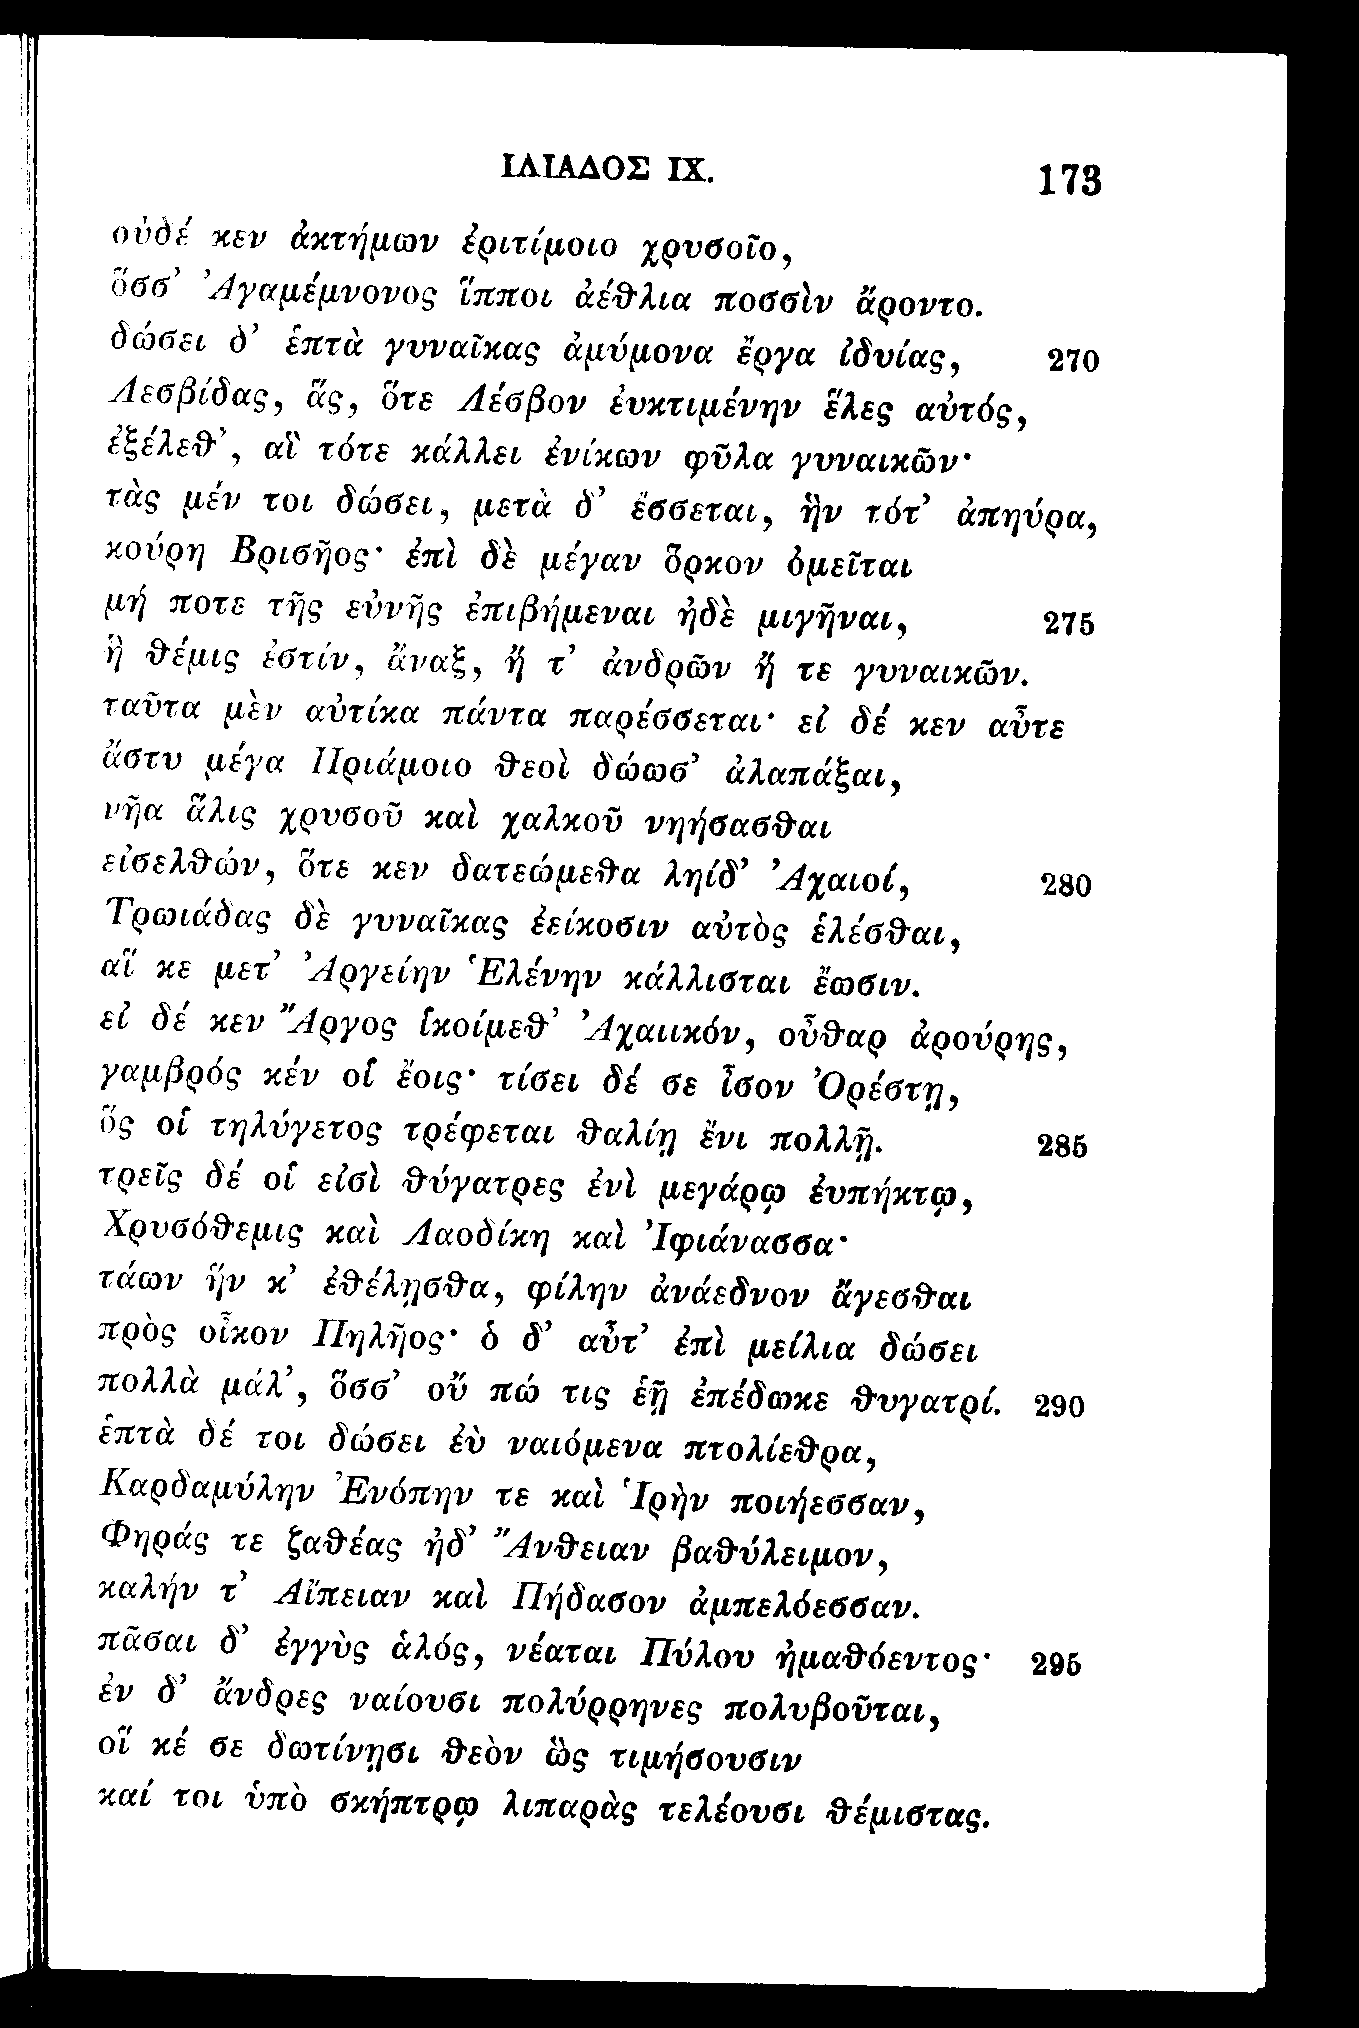 ΙΛΙΑΔΟΣ IX. 173
οὐδέ κεν ἀκτήμων ἐριτίμοιο χρυσοῖο,
ὅσσ’ Ἀγαμέμνονος ἵπποι ἀέθλια ποσσὶν ἄροντο.
δώσει δ’ ἑπτὰ γυναῖκας ἀμύμονα ἔργα ἰδυίας, 270
Λεσβίδας, ἅς, ὅτε Λέσβον ἐυκτιμένην ἕλες αὐτός,
ἐξέλεθ’, αἳ τότε κάλλει ἐνίκων φῦλα γυναικῶν·
τὰς μέν τοι δώσει, μετὰ δ’ ἔσσεται, ἣν τότ’ ἀπηύρα,
κούρη Βρισῆος· ἐπὶ δὲ μέγαν ὅρκον ὀμεῖται
μή ποτε τῆς εὐνῆς ἐπιβήμεναι ἠδὲ μιγῆναι, 275
ἣ θέμις ἐστίν, ἄναξ, ἤ τ’ ἀνδρῶν ἤ τε γυναικῶν.
ταῦτα μὲν αὐτίκα πάντα παρέσσεται· εἰ δέ κεν αὖτε
ἄστυ μέγα Πριάμοιο θεοὶ δώωσ’ ἀλαπάξαι,
νῆα ἅλις χρυσοῦ καὶ χαλκοῦ νηήσασθαι
εἰσελθών, ὅτε κεν δατεώμεθα ληίδ’ Ἀχαιοί, 280
Τρωιάδας δὲ γυναῖκας ἐείκοσιν αὐτὸς ἑλέσθαι,
αἵ κε μετ’ Ἀργείην Ἑλένην κάλλισται ἔωσιν.
εἰ δέ κεν Ἄργος ἱκοίμεθ’ Ἀχαιικόν, οὖθαρ ἀρούρης,
γαμβρός κέν οἱ ἔοις· τίσει δέ σε ἶσον Ὀρέστῃ,
ὅς οἱ τηλύγετος τρέφεται θαλίῃ ἔνι πολλῇ. 285
τρεῖς δέ οἵ εἰσὶ θύγατρες ἐνὶ μεγάρῳ ἐυπήκτῳ,
Χρυσόθεμις καὶ Λαοδίκη καὶ Ἰφιάνασσα·
τάων ἥν κ’ ἐθέλῃσθα, φίλην ἀνάεδνον ἄγεσθαι
πρὸς οἶκον Πηλῆος· ὁ δ’ αὖτ’ ἐπὶ μείλια δώσει
πολλὰ μάλ’, ὅσσ’ οὔ πώ τις ἑῇ ἐπέδωκε θυγατρί. 290
ἑπτὰ δέ τοι δώσει ἐὺ ναιόμενα πτολίεθρα,
Καρδαμύλην Ἐνόπην τε καὶ Ἱρὴν ποιήεσσαν,
Φηράς τε ζαθέας ἠδ’ Ἄνθειαν βαθύλειμον,
καλήν τ’ Αἴπειαν καὶ Πήδασον ἀμπελόεσσαν.
πᾶσαι δ’ ἐγγὺς ἁλός, νέαται Πύλου ἠμαθόεντος· 295
ἐν δ’ ἄνδρες ναίουσι πολύρρηνες πολυβοῦται,
οἵ κέ σε δωτίνῃσι θεὸν ὣς τιμήσουσιν
καί τοι ὑπὸ σκήπτρῳ λιπαρὰς τελέουσι θέμιστας.